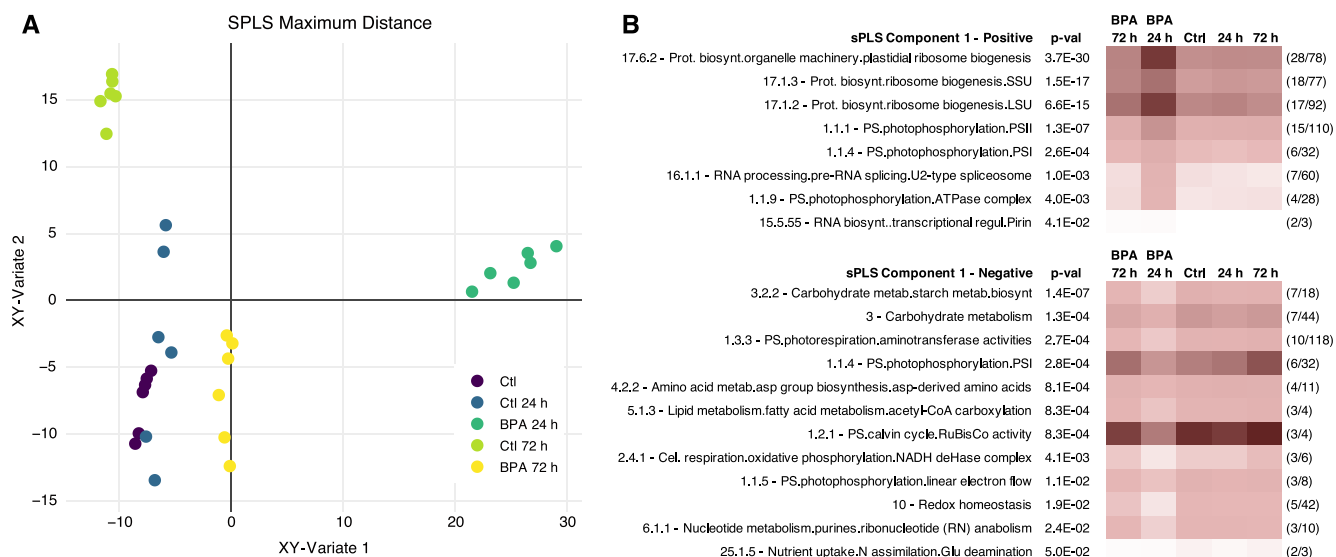 A
SPLS Maximum Distance
15
10
5
0
−5
−10
−15
−10
0
10
20
30
XY-Variate 2
XY-Variate 1
Ctl
Ctl 24 h
BPA 24 h
Ctl 72 h
BPA 72 h
B
BPA BPA
sPLS Component 1 - Positive p-val 72 h 24 h Ctrl 24 h 72 h
17.6.2 - Prot. biosynt.organelle machinery.plastidial ribosome biogenesis 3.7E-30 (28/78)
17.1.3 - Prot. biosynt.ribosome biogenesis.SSU 1.5E-17 (18/77)
17.1.2 - Prot. biosynt.ribosome biogenesis.LSU 6.6E-15 (17/92)
1.1.1 - PS.photophosphorylation.PSII 1.3E-07 (15/110)
1.1.4 - PS.photophosphorylation.PSI 2.6E-04 (6/32)
16.1.1 - RNA processing.pre-RNA splicing.U2-type spliceosome 1.0E-03 (7/60)
1.1.9 - PS.photophosphorylation.ATPase complex 4.0E-03 (4/28)
15.5.55 - RNA biosynt..transcriptional regul.Pirin 4.1E-02 (2/3)
BPA BPA
sPLS Component 1 - Negative p-val 72 h 24 h Ctrl 24 h 72 h
3.2.2 - Carbohydrate metab.starch metab.biosynt 1.4E-07 (7/18)
3 - Carbohydrate metabolism 1.3E-04 (7/44)
1.3.3 - PS.photorespiration.aminotransferase activities 2.7E-04 (10/118)
1.1.4 - PS.photophosphorylation.PSI 2.8E-04 (6/32)
4.2.2 - Amino acid metab.asp group biosynthesis.asp-derived amino acids 8.1E-04 (4/11)
5.1.3 - Lipid metabolism.fatty acid metabolism.acetyl-CoA carboxylation 8.3E-04 (3/4)
1.2.1 - PS.calvin cycle.RuBisCo activity 8.3E-04 (3/4)
2.4.1 - Cel. respiration.oxidative phosphorylation.NADH deHase complex 4.1E-03 (3/6)
1.1.5 - PS.photophosphorylation.linear electron flow 1.1E-02 (3/8)
10 - Redox homeostasis 1.9E-02 (5/42)
6.1.1 - Nucleotide metabolism.purines.ribonucleotide (RN) anabolism 2.4E-02 (3/10)
25.1.5 - Nutrient uptake.N assimilation.Glu deamination 5.0E-02 (2/3)